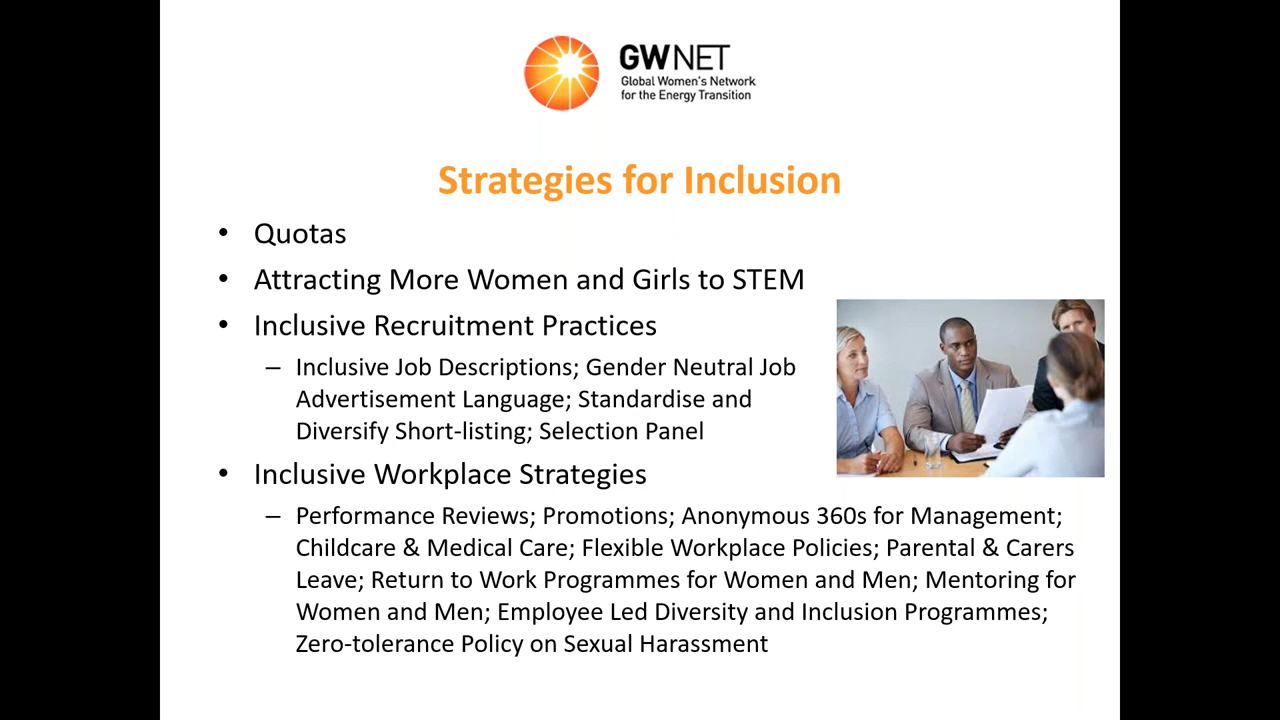 GWNET
Global Women's Network
for the Energy Transition
Strategies for Inclusion
• Quotas
• Attracting More Women and Girls to STEM
• Inclusive Recruitment Practices
– Inclusive Job Descriptions; Gender Neutral Job
Advertisement Language; Standardise and
Diversify Short-listing; Selection Panel
• Inclusive Workplace Strategies
– Performance Reviews; Promotions; Anonymous 360s for Management;
Childcare & Medical Care; Flexible Workplace Policies; Parental & Carers
Leave; Return to Work Programmes for Women and Men; Mentoring for
Women and Men; Employee Led Diversity and Inclusion Programmes;
Zero-tolerance Policy on Sexual Harassment